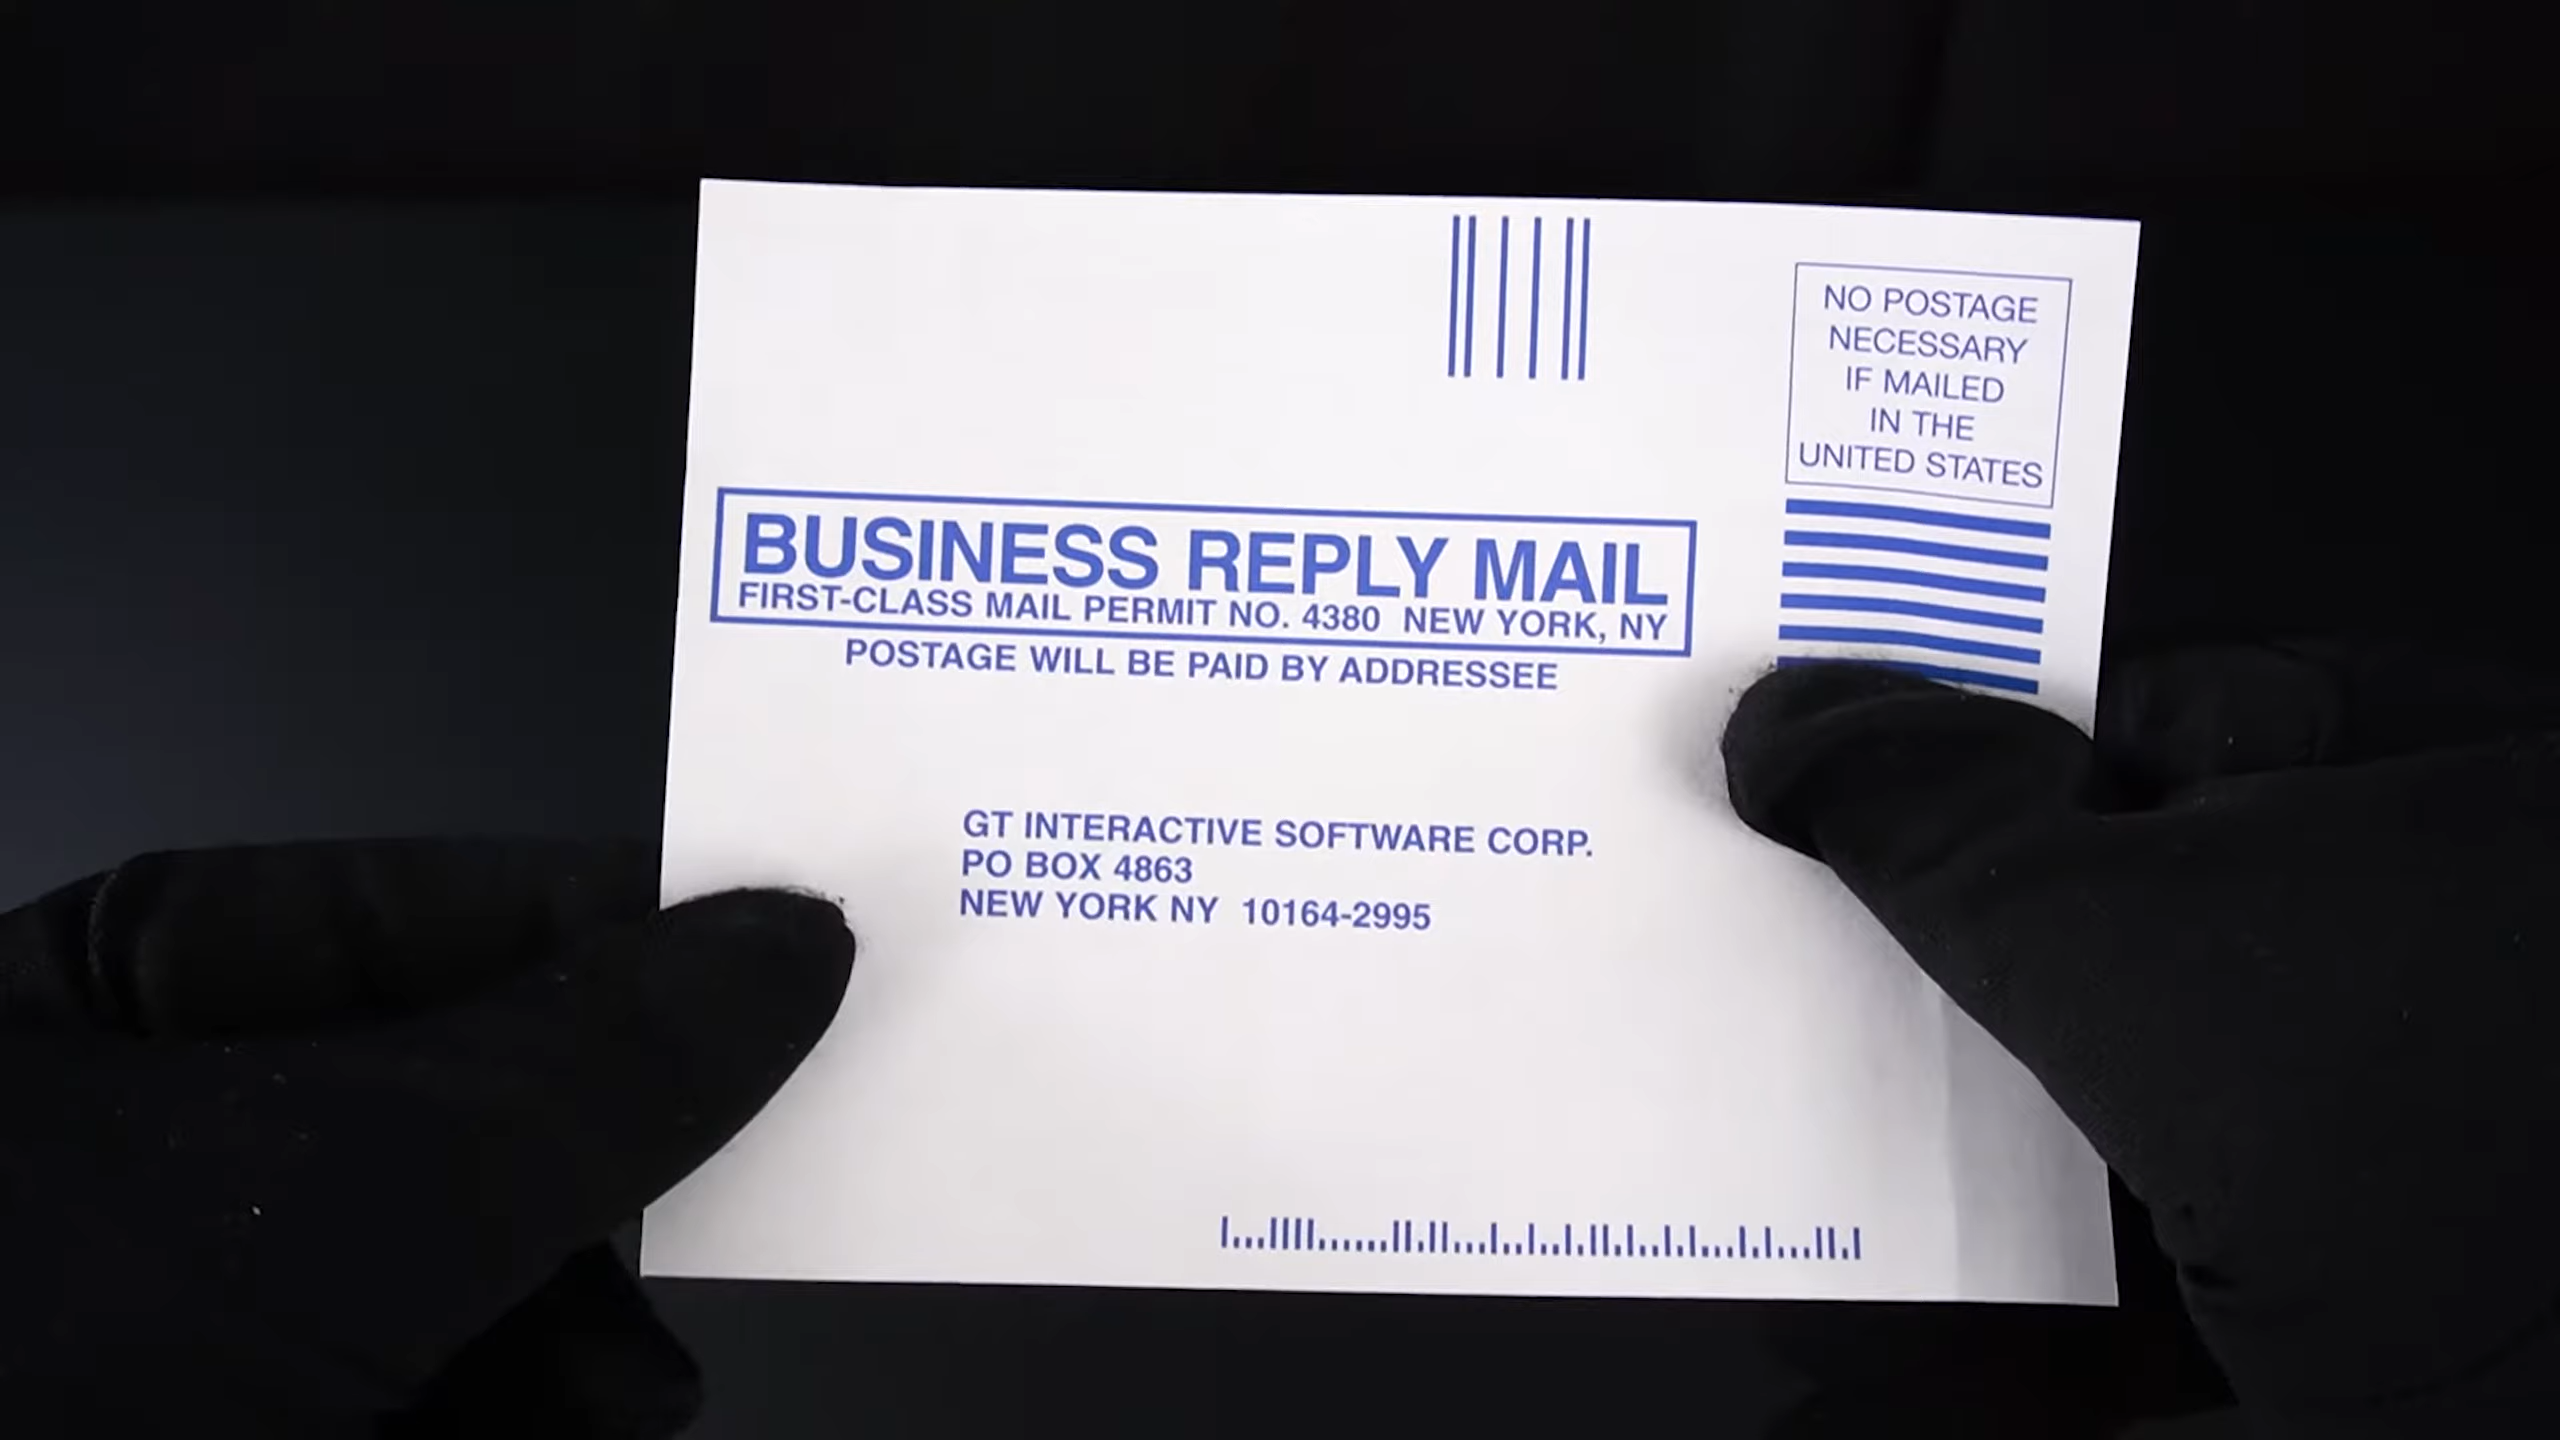 NO POSTAGE
NECESSARY
IF MAILED
IN THE
UNITED STATES
BUSINESS REPLY MAIL
FIRST-CLASS MAIL PERMIT NO. 4380 NEW YORK, NY
POSTAGE WILL BE PAID BY ADDRESSEE
GT INTERACTIVE SOFTWARE CORP.
PO BOX 4863
NEW YORK NY 10164-2995